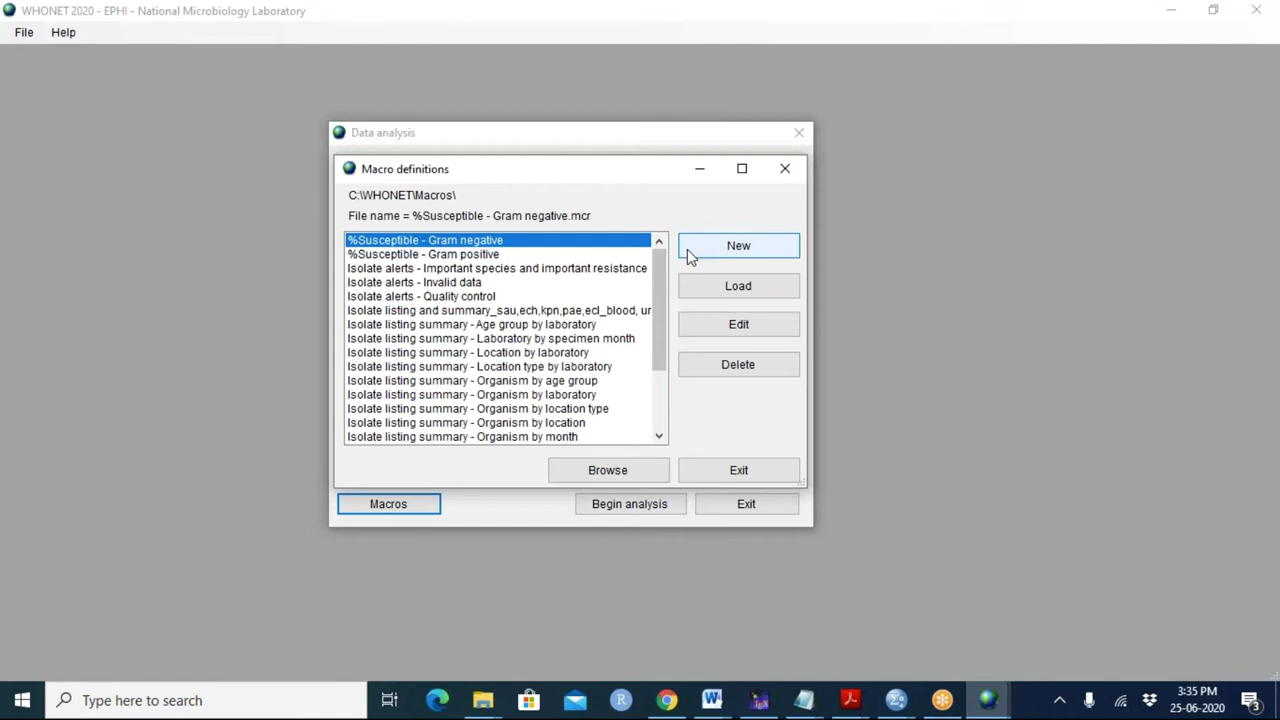 WHONET 2020 - EPHI - National Microbiology Laboratory
File Help
Data analysis
Macro definitions
C:\WHONET\Macros\
File name = %Susceptible - Gram negative.mcr
%Susceptible - Gram negative
%Susceptible - Gram positive
Isolate alerts - Important species and important resistance
Isolate alerts - Invalid data
Isolate alerts - Quality control
Isolate listing and summary_sau,ech,kpn,pae,ecl_blood, ur
Isolate listing summary - Age group by laboratory
Isolate listing summary - Laboratory by specimen month
Isolate listing summary - Location by laboratory
Isolate listing summary - Location type by laboratory
Isolate listing summary - Organism by age group
Isolate listing summary - Organism by laboratory
Isolate listing summary - Organism by location type
Isolate listing summary - Organism by location
Isolate listing summary - Organism by month
New
Load
Edit
Delete
Browse Exit
Macros Begin analysis Exit
Type here to search
3:35 PM
25-06-2020
3